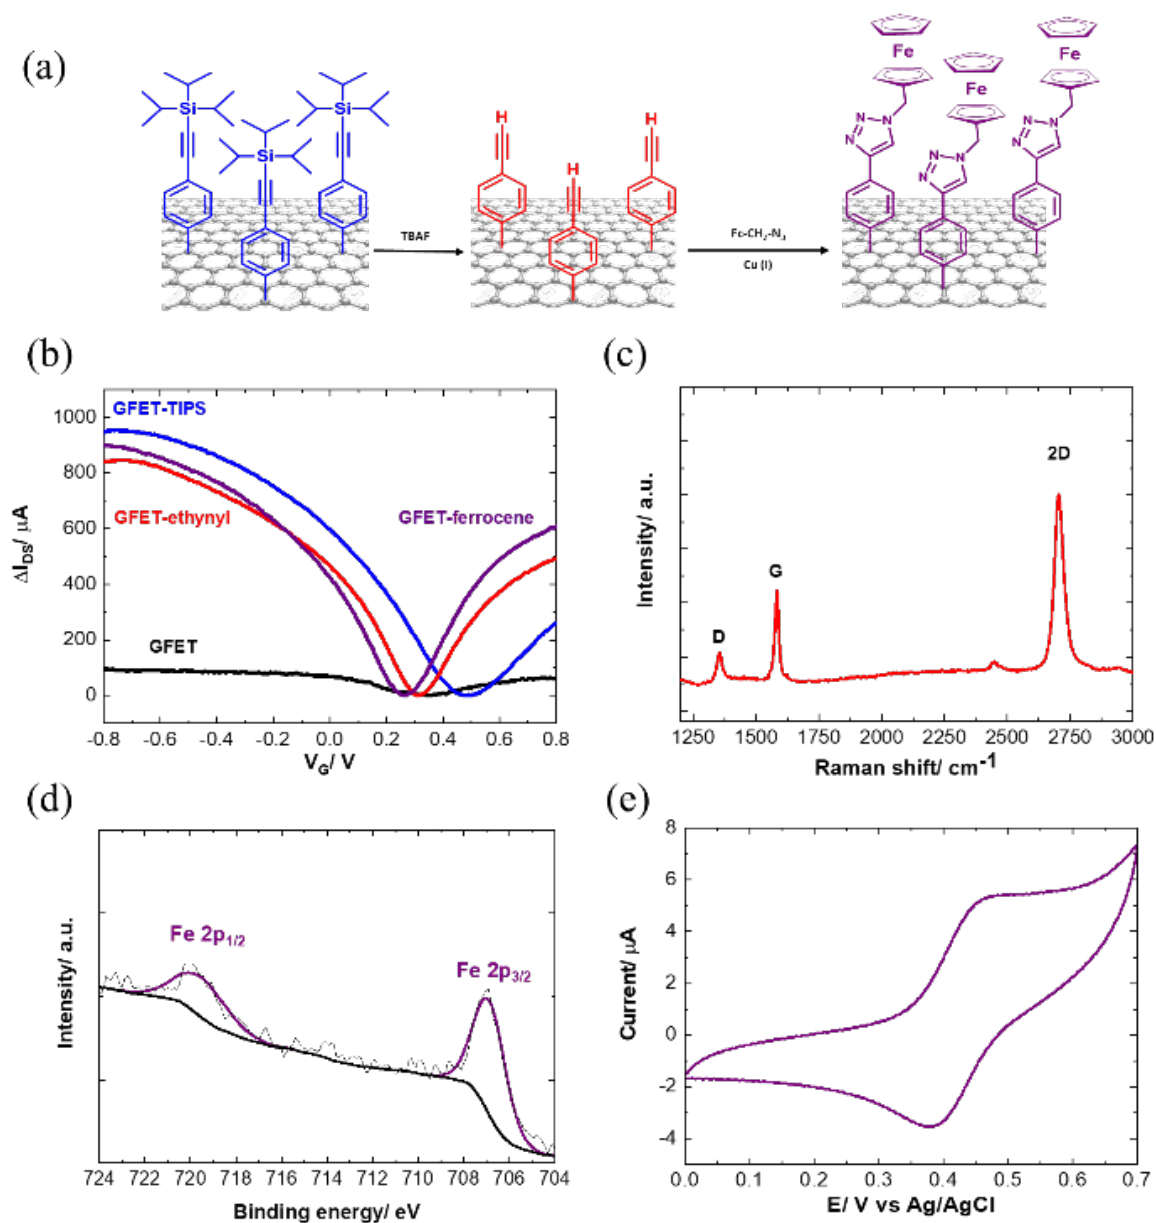 (a)
Fe
Fe
Fe
Si
Si
Si
H
H
H
N
N
N
N
N
N
N
N
N
TBAF
Fc-CH₂-N₃
Cu (I)
(b)
(c)
GFET-TIPS
GFET-ethynyl
GFET-ferrocene
GFET
1000
800
600
400
200
0
ΔI_DS/ μA
-0.8 -0.6 -0.4 -0.2 0.0 0.2 0.4 0.6 0.8
V_G/ V
2D
G
D
Intensity/ a.u.
1250 1500 1750 2000 2250 2500 2750 3000
Raman shift/ cm⁻¹
(d)
(e)
Fe 2p₁/₂
Fe 2p₃/₂
Intensity/ a.u.
724 722 720 718 716 714 712 710 708 706 704
Binding energy/ eV
8
6
4
2
0
-2
-4
Current/ μA
0.0 0.1 0.2 0.3 0.4 0.5 0.6 0.7
E/ V vs Ag/AgCl